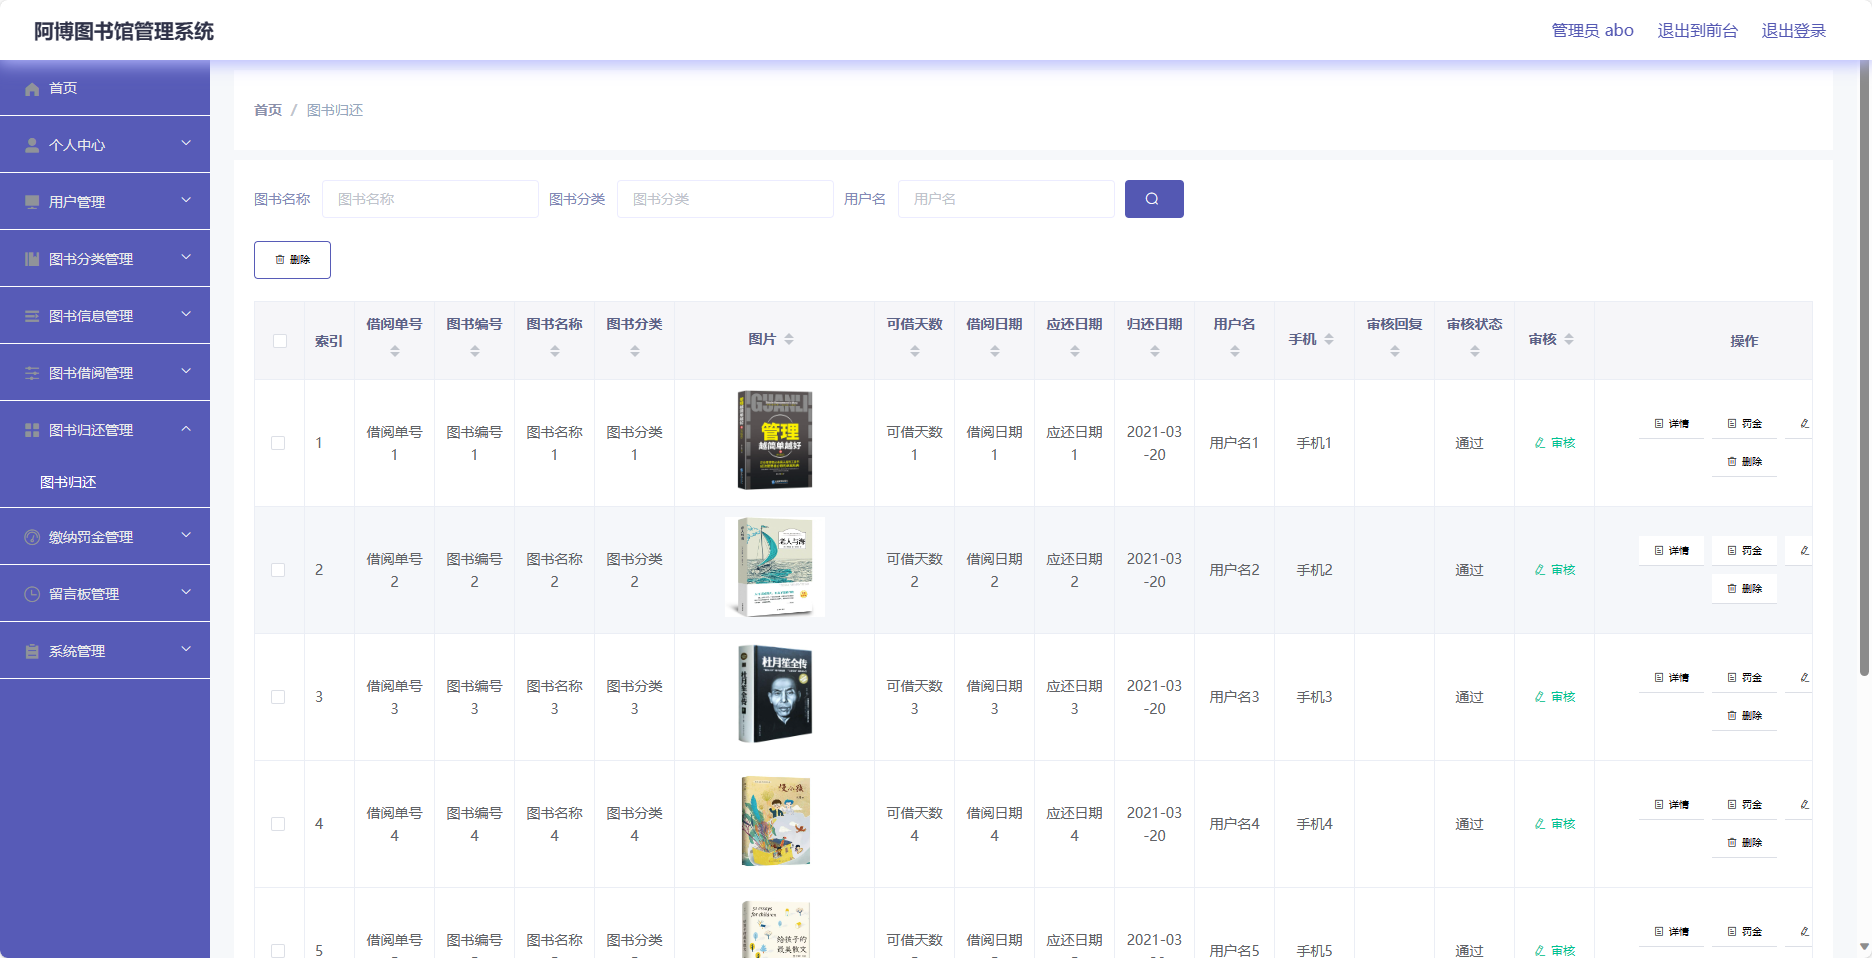 阿博图书馆管理系统
管理员 abo 退出到前台 退出登录
首页
个人中心
用户管理
图书分类管理
图书信息管理
图书借阅管理
图书归还管理
图书归还
缴纳罚金管理
留言板管理
系统管理
首页 / 图书归还
图书名称 图书名称 图书分类 图书分类 用户名 用户名
删除
索引 借阅单号 图书编号 图书名称 图书分类 图片 可借天数 借阅日期 应还日期 归还日期 用户名 手机 审核回复 审核状态 审核 操作
1 借阅单号1 图书编号1 图书名称1 图书分类1 可借天数1 借阅日期1 应还日期1 2021-03-20 用户名1 手机1 通过 审核 详情 罚金 删除
GUANLI
管理
越简单越好
2 借阅单号2 图书编号2 图书名称2 图书分类2 可借天数2 借阅日期2 应还日期2 2021-03-20 用户名2 手机2 通过 审核 详情 罚金 删除
老人与海
3 借阅单号3 图书编号3 图书名称3 图书分类3 可借天数3 借阅日期3 应还日期3 2021-03-20 用户名3 手机3 通过 审核 详情 罚金 删除
杜月笙全传
杜月笙全传
4 借阅单号4 图书编号4 图书名称4 图书分类4 可借天数4 借阅日期4 应还日期4 2021-03-20 用户名4 手机4 通过 审核 详情 罚金 删除
5 借阅单号 图书编号 图书名称 图书分类 可借天数 借阅日期 应还日期 2021-03 用户名5 手机5 通过 审核 详情 罚金
51 essays
for children
给孩子的
最美散文